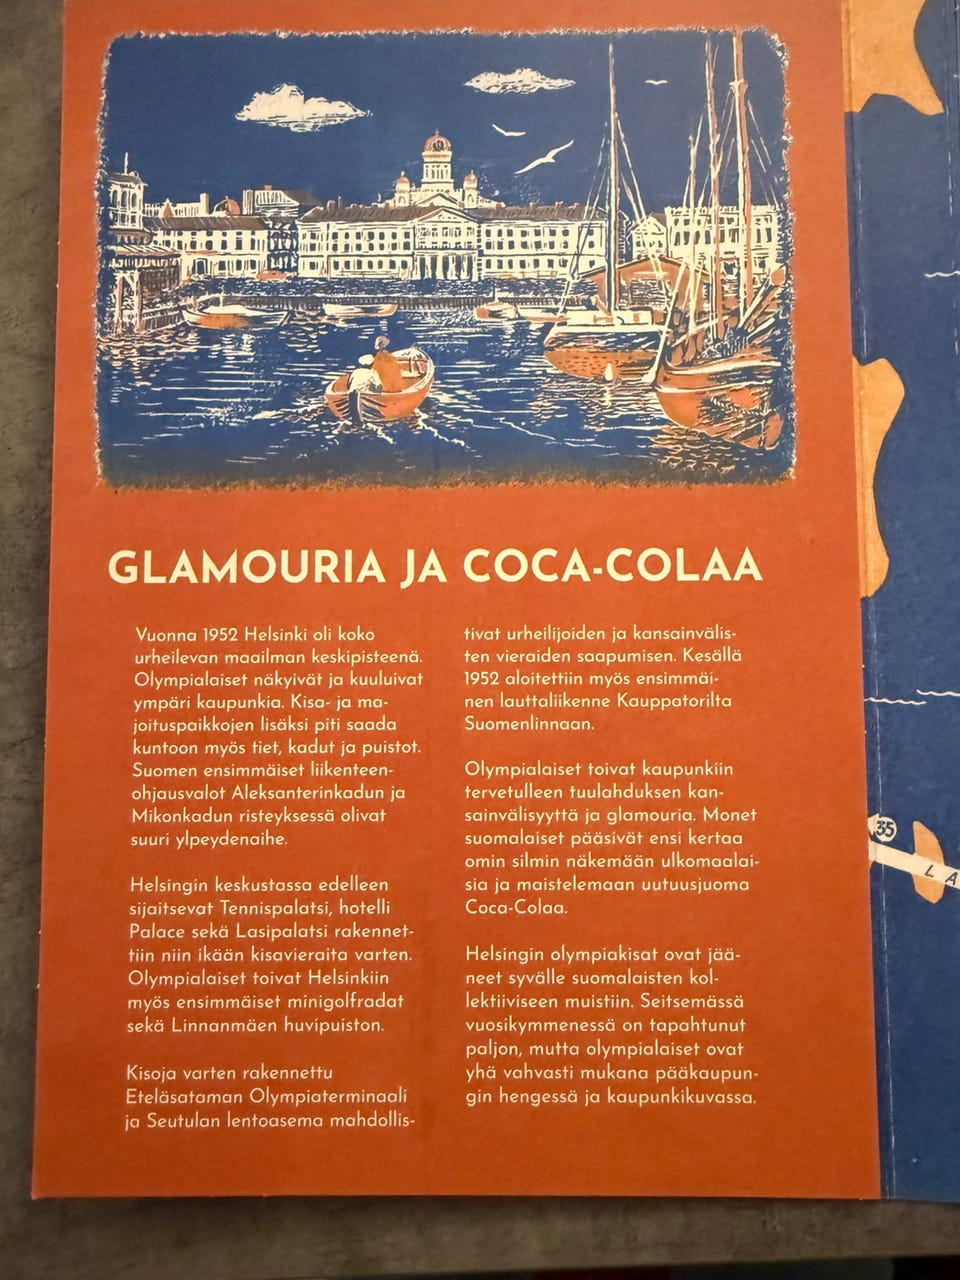 GLAMOURIA JA COCA-COLAA
Vuonna 1952 Helsinki oli koko
urheilevan maailman keskipisteenä.
Olympialaiset näkyivät ja kuuluivat
ympäri kaupunkia. Kisa- ja ma-
joituspaikkojen lisäksi piti saada
kuntoon myös tiet, kadut ja puistot.
Suomen ensimmäiset liikenteen-
ohjausvalot Aleksanterinkadun ja
Mikonkadun risteyksessä olivat
suuri ylpeydenaihe.
Helsingin keskustassa edelleen
sijaitsevat Tennispalatsi, hotelli
Palace sekä Lasipalatsi rakennet-
tiin niin ikään kisavieraita varten.
Olympialaiset toivat Helsinkiin
myös ensimmäiset minigolfradat
sekä Linnanmäen huvipuiston.
Kisoja varten rakennettu
Eteläsataman Olympiaterminaali
ja Seutulan lentoasema mahdollis-
tivat urheilijoiden ja kansainvälis-
ten vieraiden saapumisen. Kesällä
1952 aloitettiin myös ensimmäi-
nen lauttaliikenne Kauppatorilta
Suomenlinnaan.
Olympialaiset toivat kaupunkiin
tervetulleen tuulahduksen kan-
sainvälisyyttä ja glamouria. Monet
suomalaiset pääsivät ensi kertaa
omin silmin näkemään ulkomaalai-
sia ja maistelemaan uutuusjuoma
Coca-Colaa.
Helsingin olympiakisat ovat jää-
neet syvälle suomalaisten kol-
lektiiviseen muistiin. Seitsemässä
vuosikymmenessä on tapahtunut
paljon, mutta olympialaiset ovat
yhä vahvasti mukana pääkaupun-
gin hengessä ja kaupunkikuvassa.
35
L A